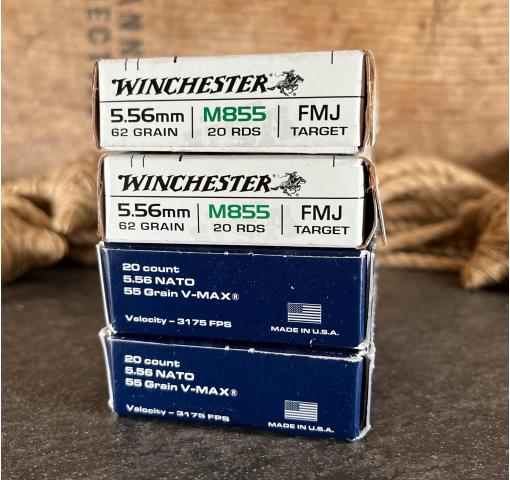 ANN
ECT
WINCHESTER®
5.56mm M855 FMJ
62 GRAIN 20 RDS TARGET
WINCHESTER®
5.56mm M855 FMJ
62 GRAIN 20 RDS TARGET
20 count
5.56 NATO
55 Grain V-MAX®
Velocity – 3175 FPS
MADE IN U.S.A.
20 count
5.56 NATO
55 Grain V-MAX®
Velocity – 3175 FPS
MADE IN U.S.A.